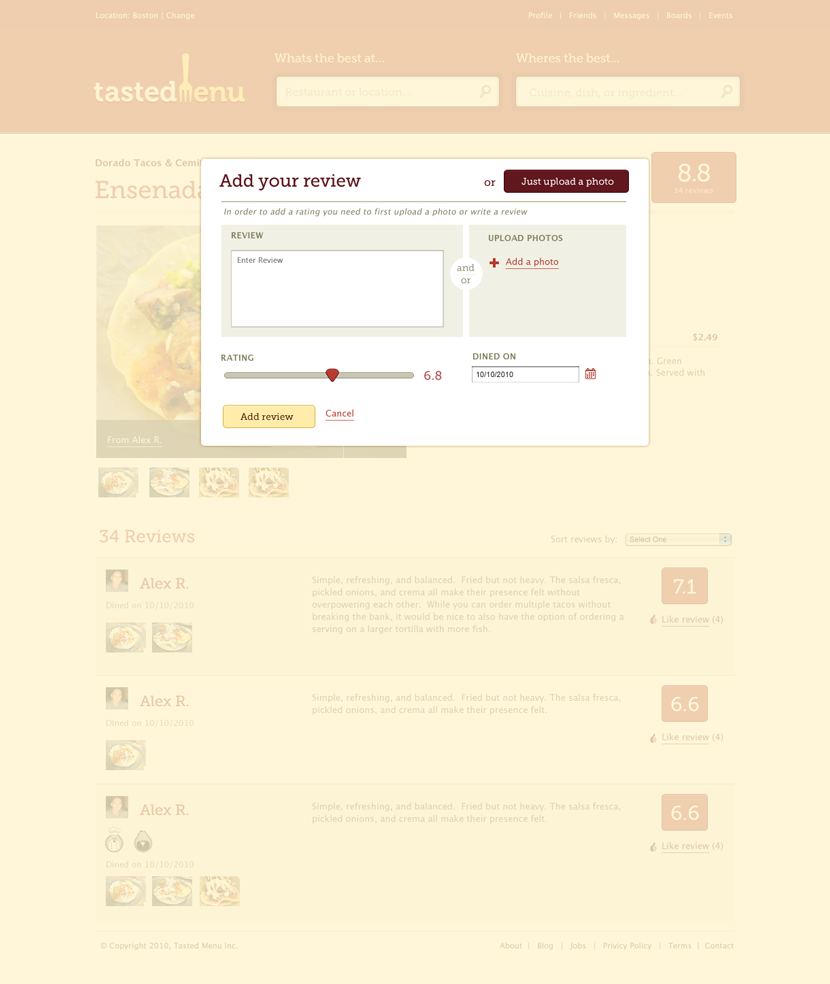 Location: Boston | Change
Profile | Friends | Messages | Boards | Events
tastedmenu
Whats the best at...
Wheres the best...
Restaurant or location...
Cuisine, dish, or ingredient...
Dorado Tacos & Cemi
Ensenada
8.8
34 reviews
Add your review
or
Just upload a photo
In order to add a rating you need to first upload a photo or write a review
REVIEW
Enter Review
and
or
UPLOAD PHOTOS
Add a photo
$2.49
Green
Served with
RATING
6.8
DINED ON
10/10/2010
Add review
Cancel
From Alex R.
34 Reviews
Sort reviews by:
Select One
Alex R.
Dined on 10/10/2010
Simple, refreshing, and balanced. Fried but not heavy. The salsa fresca,
pickled onions, and crema all make their presence felt without
overpowering each other. While you can order multiple tacos without
breaking the bank, it would be nice to also have the option of ordering a
serving on a larger tortilla with more fish.
7.1
Like review (4)
Alex R.
Dined on 10/10/2010
Simple, refreshing, and balanced. Fried but not heavy. The salsa fresca,
pickled onions, and crema all make their presence felt.
6.6
Like review (4)
Alex R.
Dined on 10/10/2010
Simple, refreshing, and balanced. Fried but not heavy. The salsa fresca,
pickled onions, and crema all make their presence felt.
6.6
Like review (4)
© Copyright 2010, Tasted Menu Inc.
About | Blog | Jobs | Privicy Policy | Terms | Contact